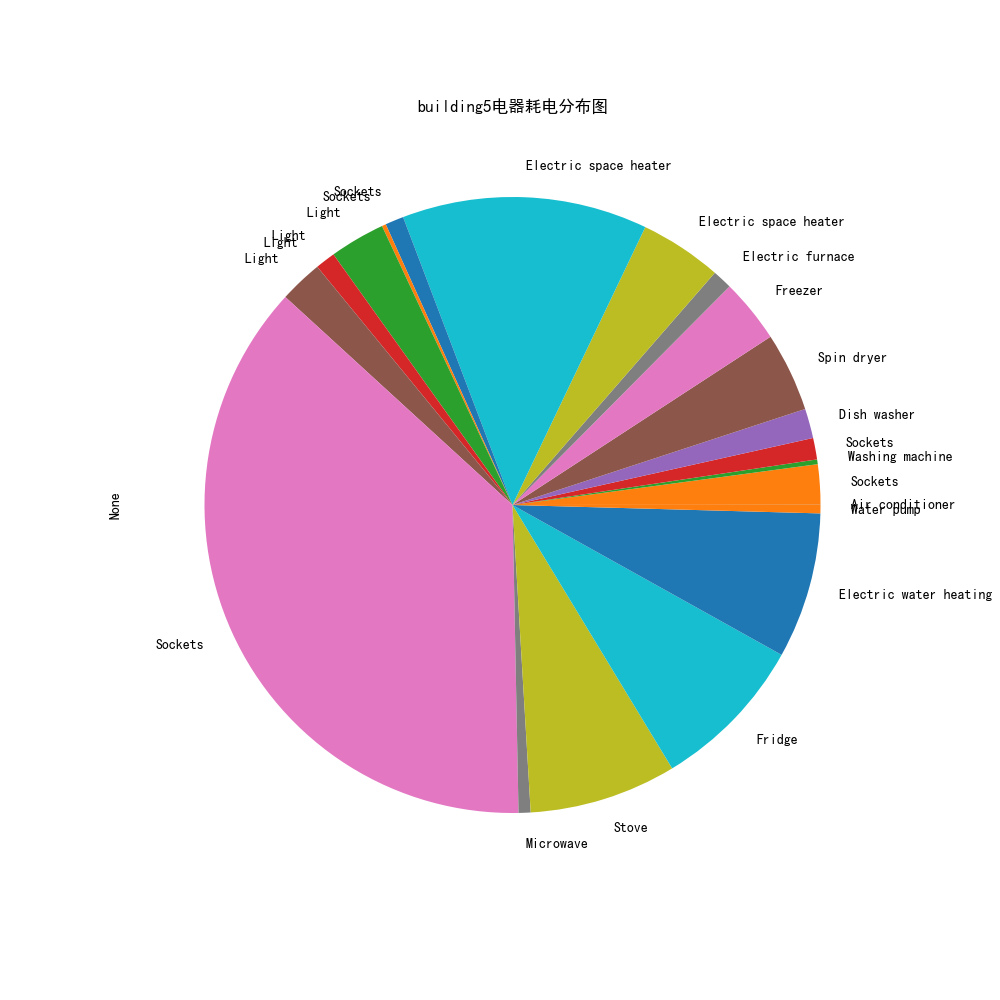 building5电器耗电分布图
Electric space heater
Sockets
Sockets
Light
Light
Light
Light
Electric space heater
Electric furnace
Freezer
Spin dryer
Dish washer
Sockets
Washing machine
Sockets
Air conditioner
Water pump
None
Electric water heating
Sockets
Fridge
Stove
Microwave